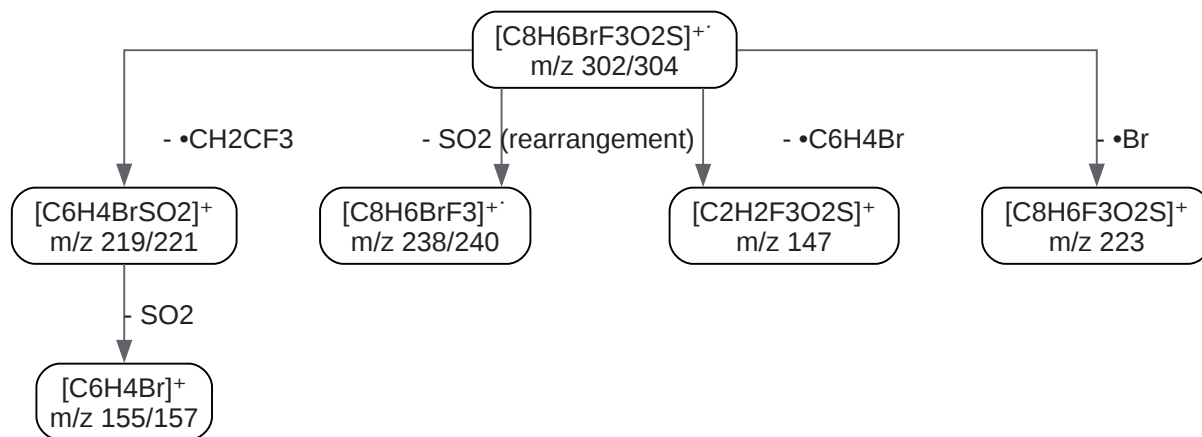 [C8H6BrF3O2S]⁺˙
m/z 302/304
- •CH2CF3
- SO2 (rearrangement)
- •C6H4Br
- •Br
[C6H4BrSO2]⁺
m/z 219/221
[C8H6BrF3]⁺˙
m/z 238/240
[C2H2F3O2S]⁺
m/z 147
[C8H6F3O2S]⁺
m/z 223
- SO2
[C6H4Br]⁺
m/z 155/157